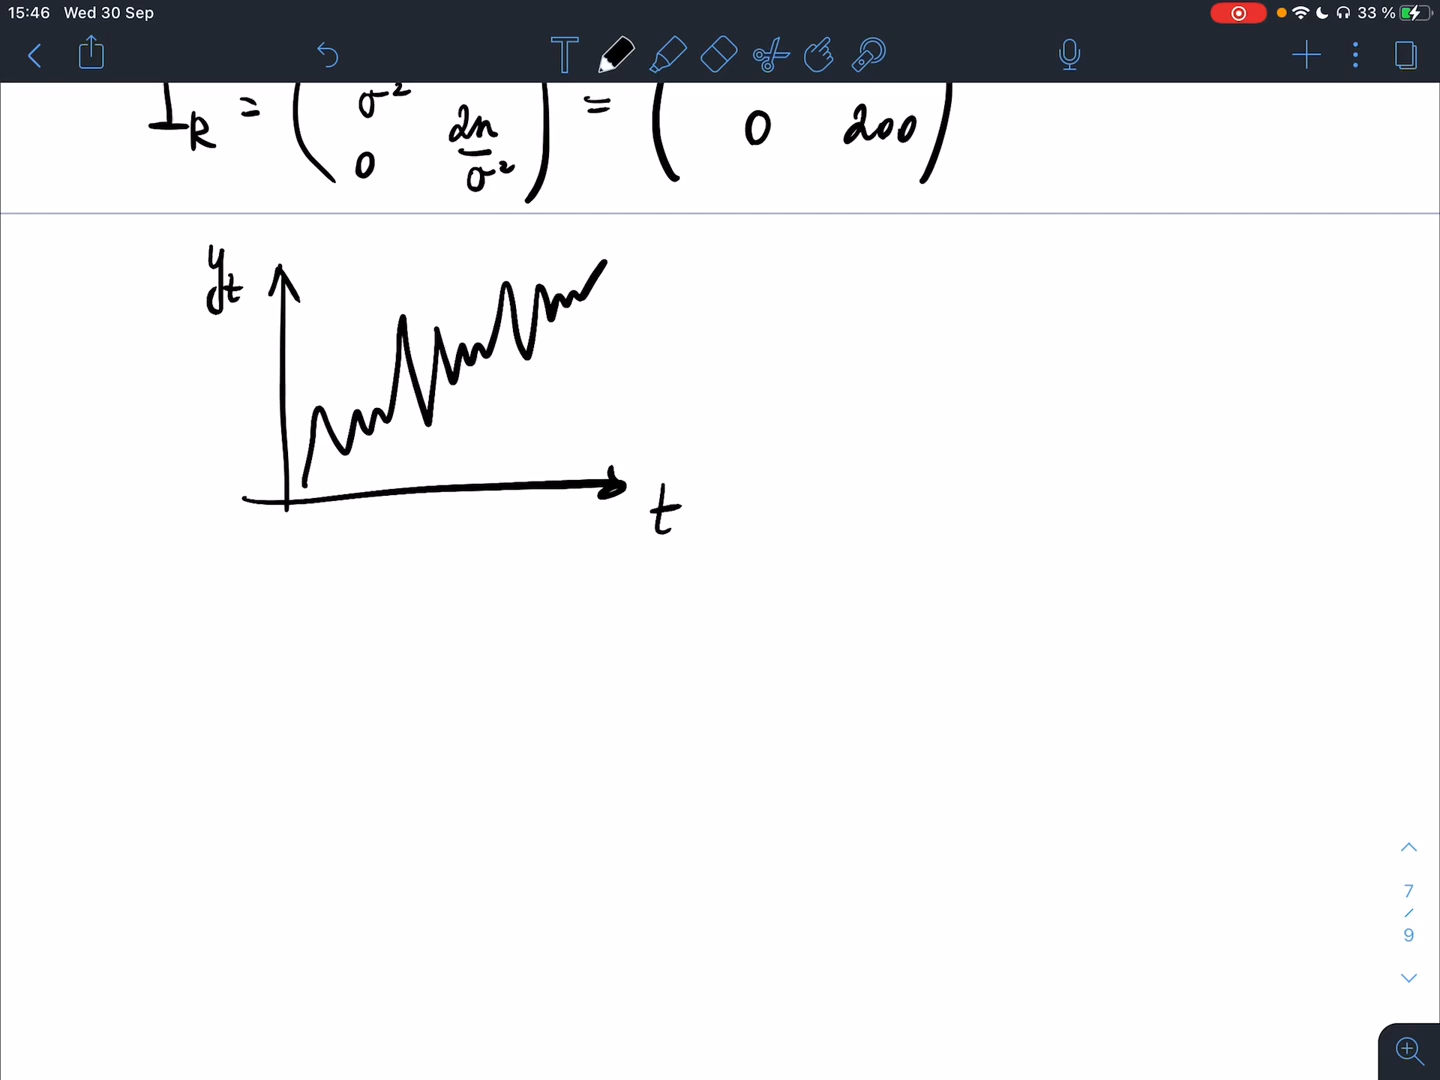 15:46 Wed 30 Sep 33 %
T
I_R = ( σ² 0 2n/σ² ) = ( 0 200 )
y_t
t
7
/
9